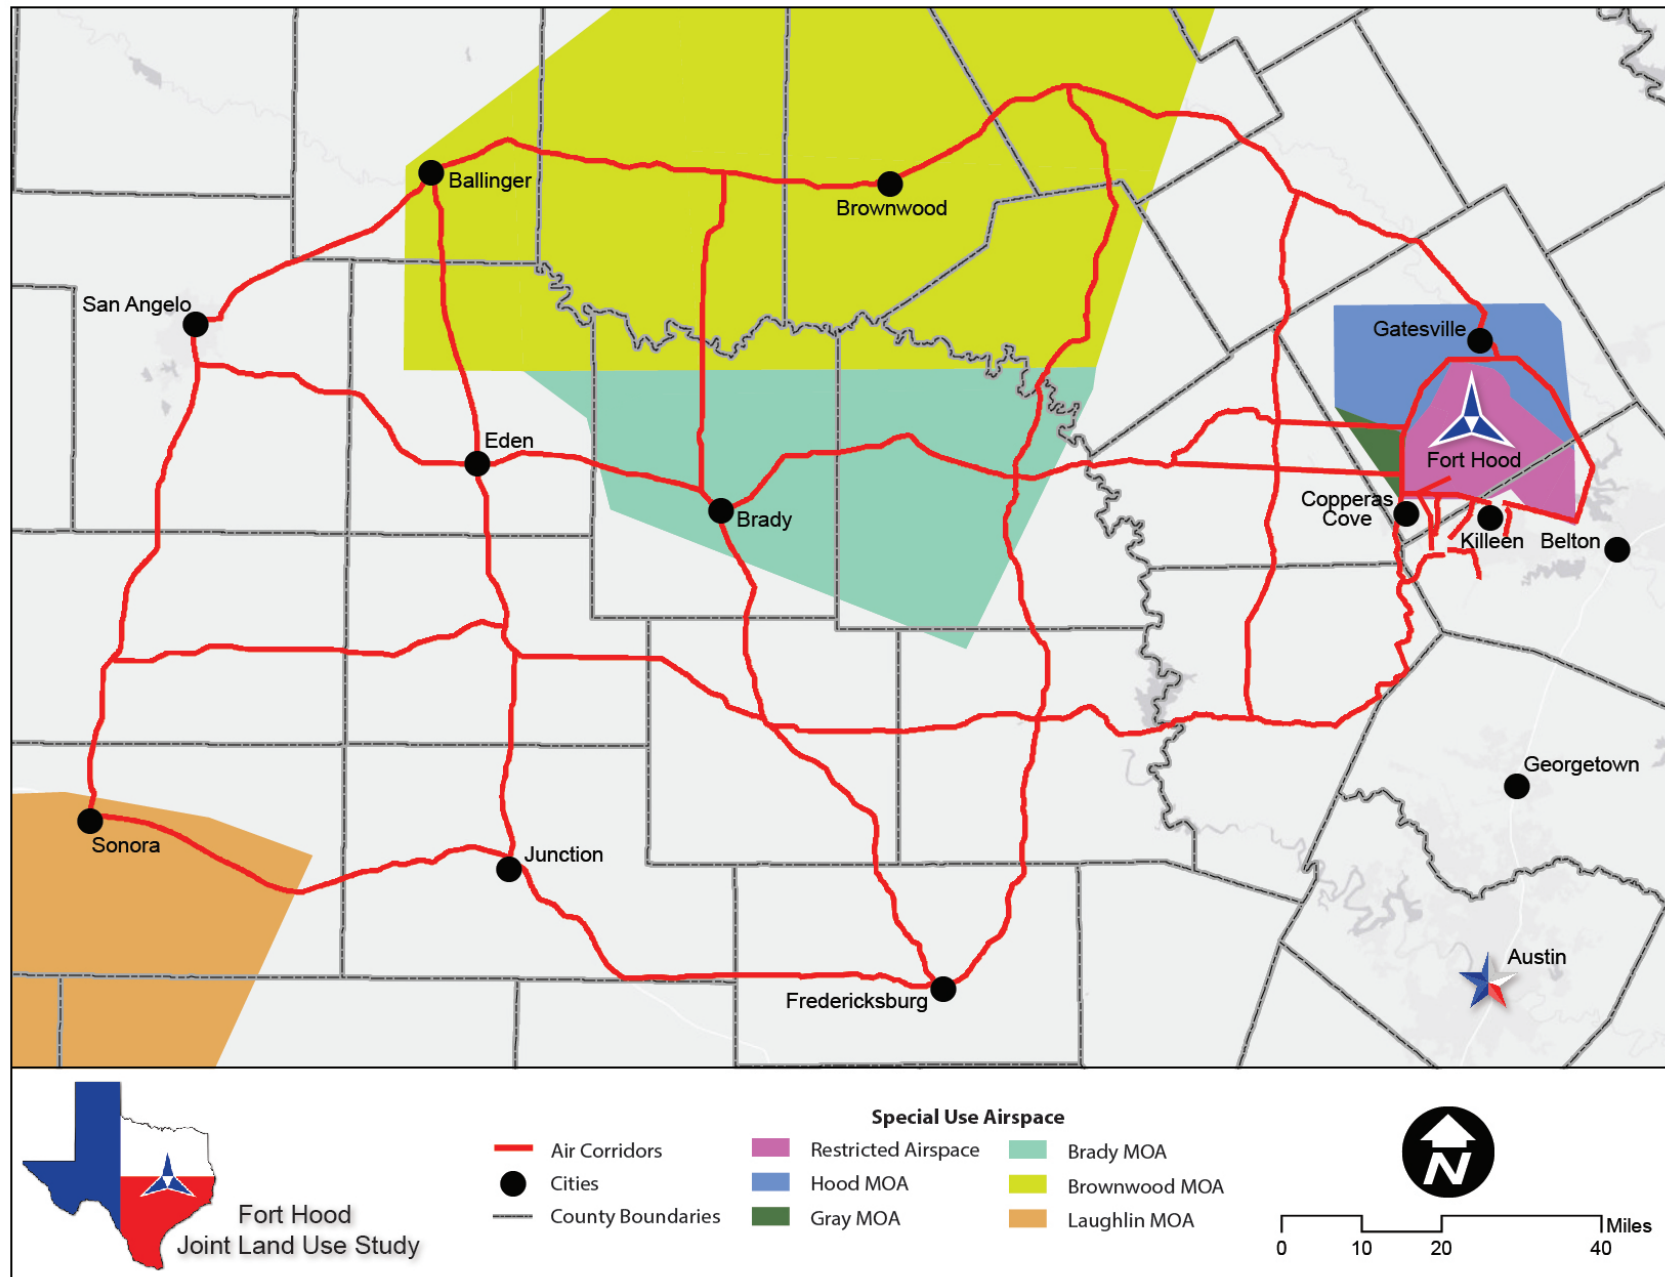 Ballinger
Brownwood
San Angelo
Gatesville
Eden
Fort Hood
Brady
Copperas
Cove
Killeen
Belton
Georgetown
Sonora
Junction
Austin
Fredericksburg
Fort Hood
Joint Land Use Study
Special Use Airspace
Air Corridors
Cities
County Boundaries
Restricted Airspace
Hood MOA
Gray MOA
Brady MOA
Brownwood MOA
Laughlin MOA
N
Miles
0 10 20 40